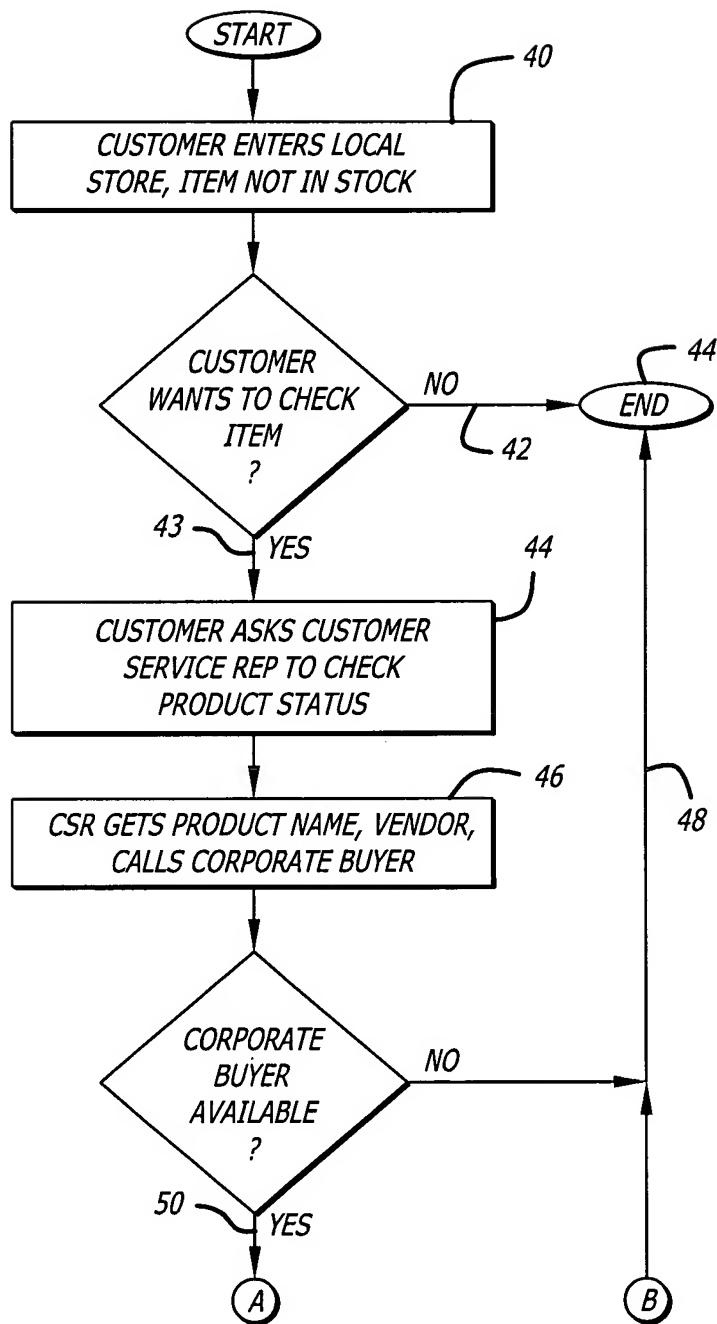 START
40
CUSTOMER ENTERS LOCAL
STORE, ITEM NOT IN STOCK
CUSTOMER
WANTS TO CHECK
ITEM
?
NO
42
44
END
43
YES
44
CUSTOMER ASKS CUSTOMER
SERVICE REP TO CHECK
PRODUCT STATUS
46
CSR GETS PRODUCT NAME, VENDOR,
CALLS CORPORATE BUYER
48
CORPORATE
BUYER
AVAILABLE
?
NO
50
YES
A
B